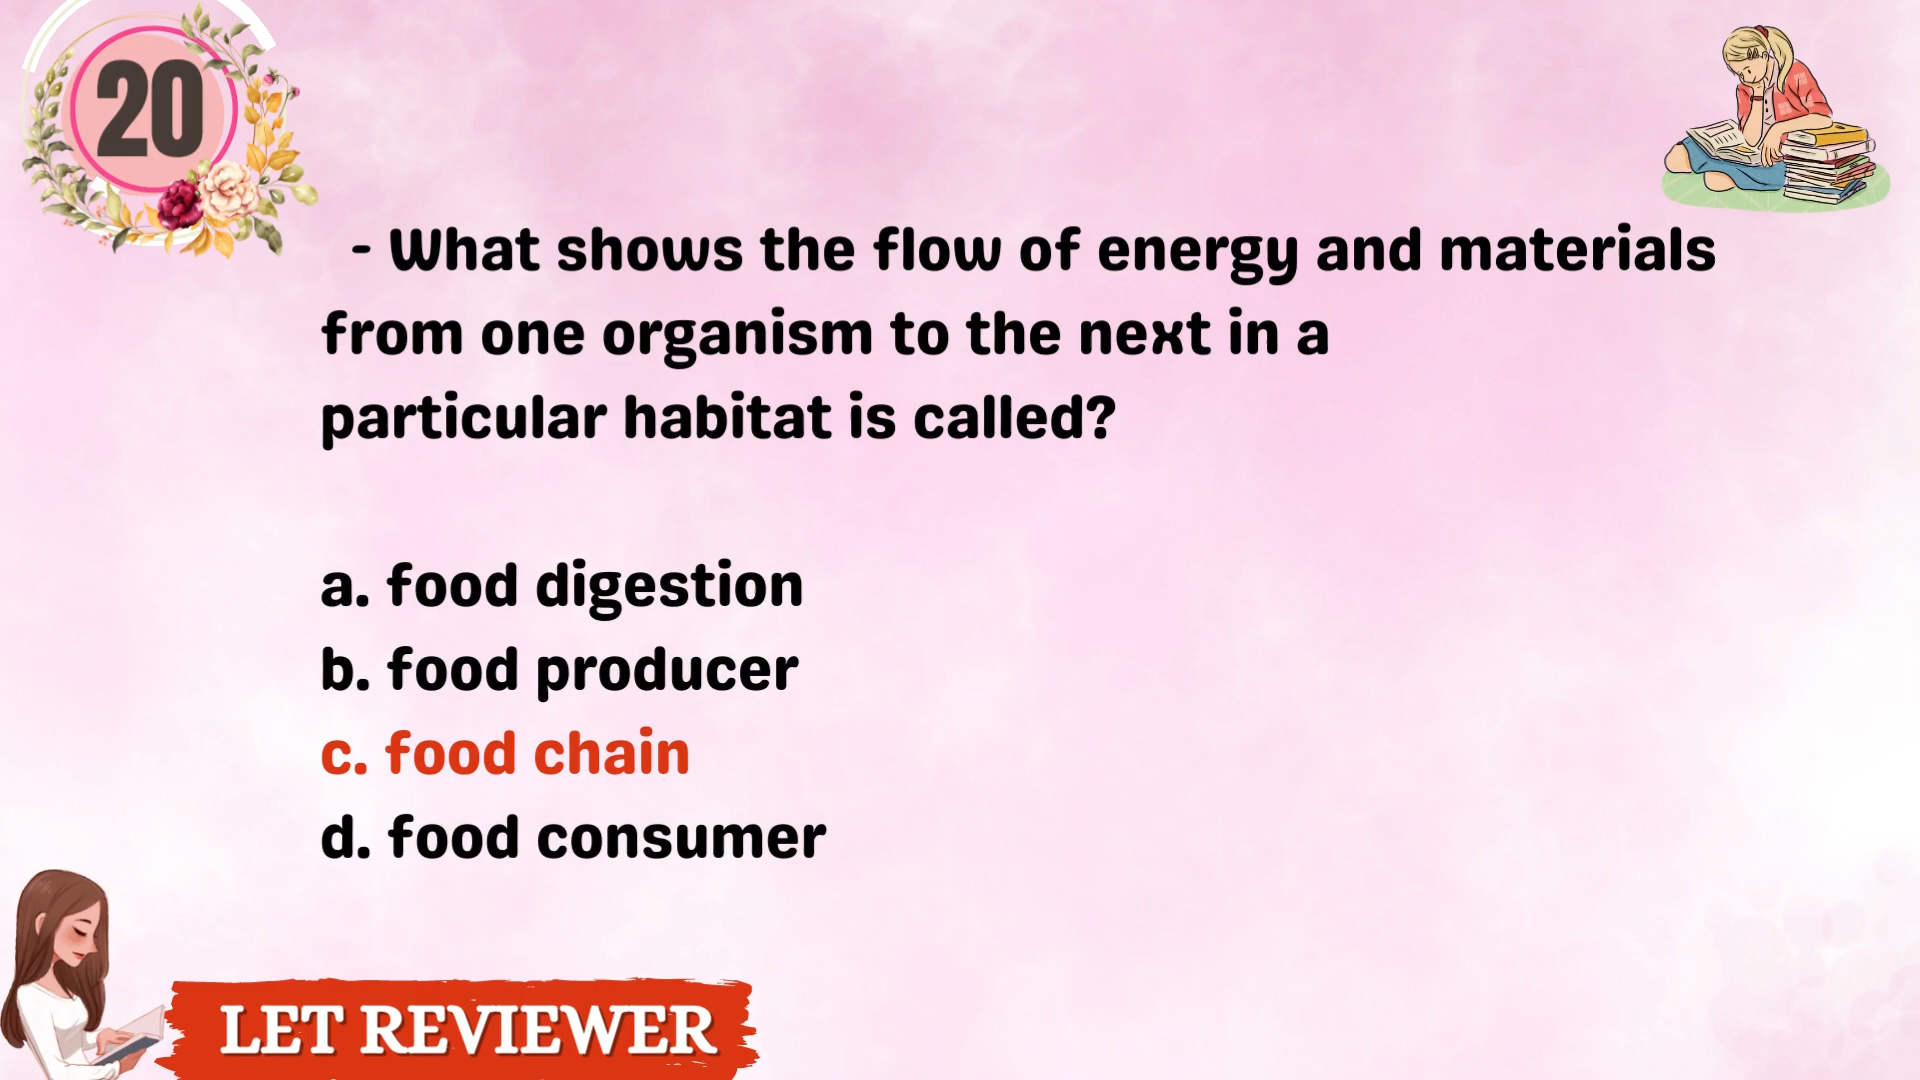 20
- What shows the flow of energy and materials
from one organism to the next in a
particular habitat is called?
a. food digestion
b. food producer
c. food chain
d. food consumer
LET REVIEWER